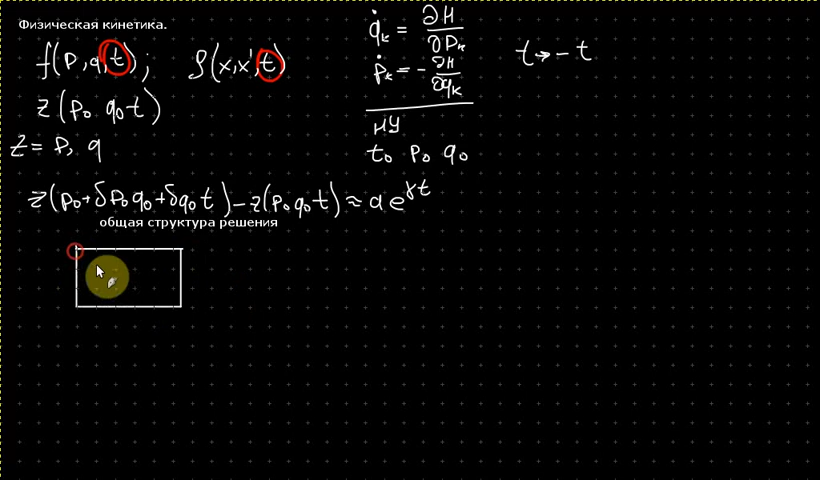 Физическая кинетика.
f(p,q,t); ρ(x,x',t)
z(p₀ q₀ t)
z = p, q
z(p₀+δp₀ q₀+δq₀ t)-z(p₀ q₀ t)≈ a e^γt
общая структура решения
q̇ₖ = ∂H/∂Pₖ
ṗₖ = -∂H/∂qₖ
НУ
t₀ p₀ q₀
t → - t